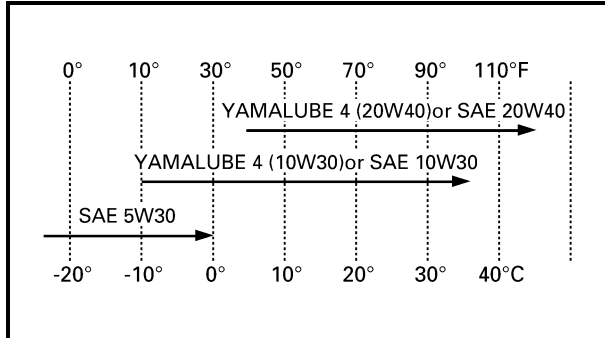 0° 10° 30° 50° 70° 90° 110°F
YAMALUBE 4 (20W40)or SAE 20W40
YAMALUBE 4 (10W30)or SAE 10W30
SAE 5W30
-20° -10° 0° 10° 20° 30° 40°C